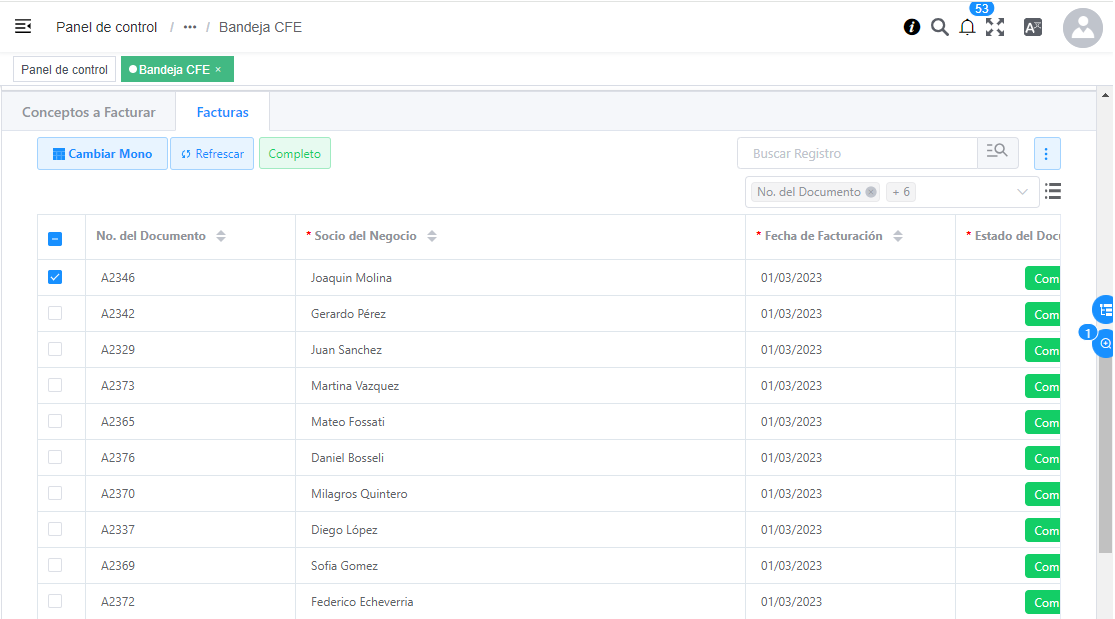 Panel de control / ··· / Bandeja CFE
53
Panel de control
Bandeja CFE ×
Conceptos a Facturar
Facturas
Cambiar Mono
Refrescar
Completo
Buscar Registro
No. del Documento
+ 6
No. del Documento * Socio del Negocio * Fecha de Facturación * Estado del Doc
A2346 Joaquin Molina 01/03/2023 Com
A2342 Gerardo Pérez 01/03/2023 Com
A2329 Juan Sanchez 01/03/2023 Com
A2373 Martina Vazquez 01/03/2023 Com
A2365 Mateo Fossati 01/03/2023 Com
A2376 Daniel Bosseli 01/03/2023 Com
A2370 Milagros Quintero 01/03/2023 Com
A2337 Diego López 01/03/2023 Com
A2369 Sofia Gomez 01/03/2023 Com
A2372 Federico Echeverria 01/03/2023 Com
1